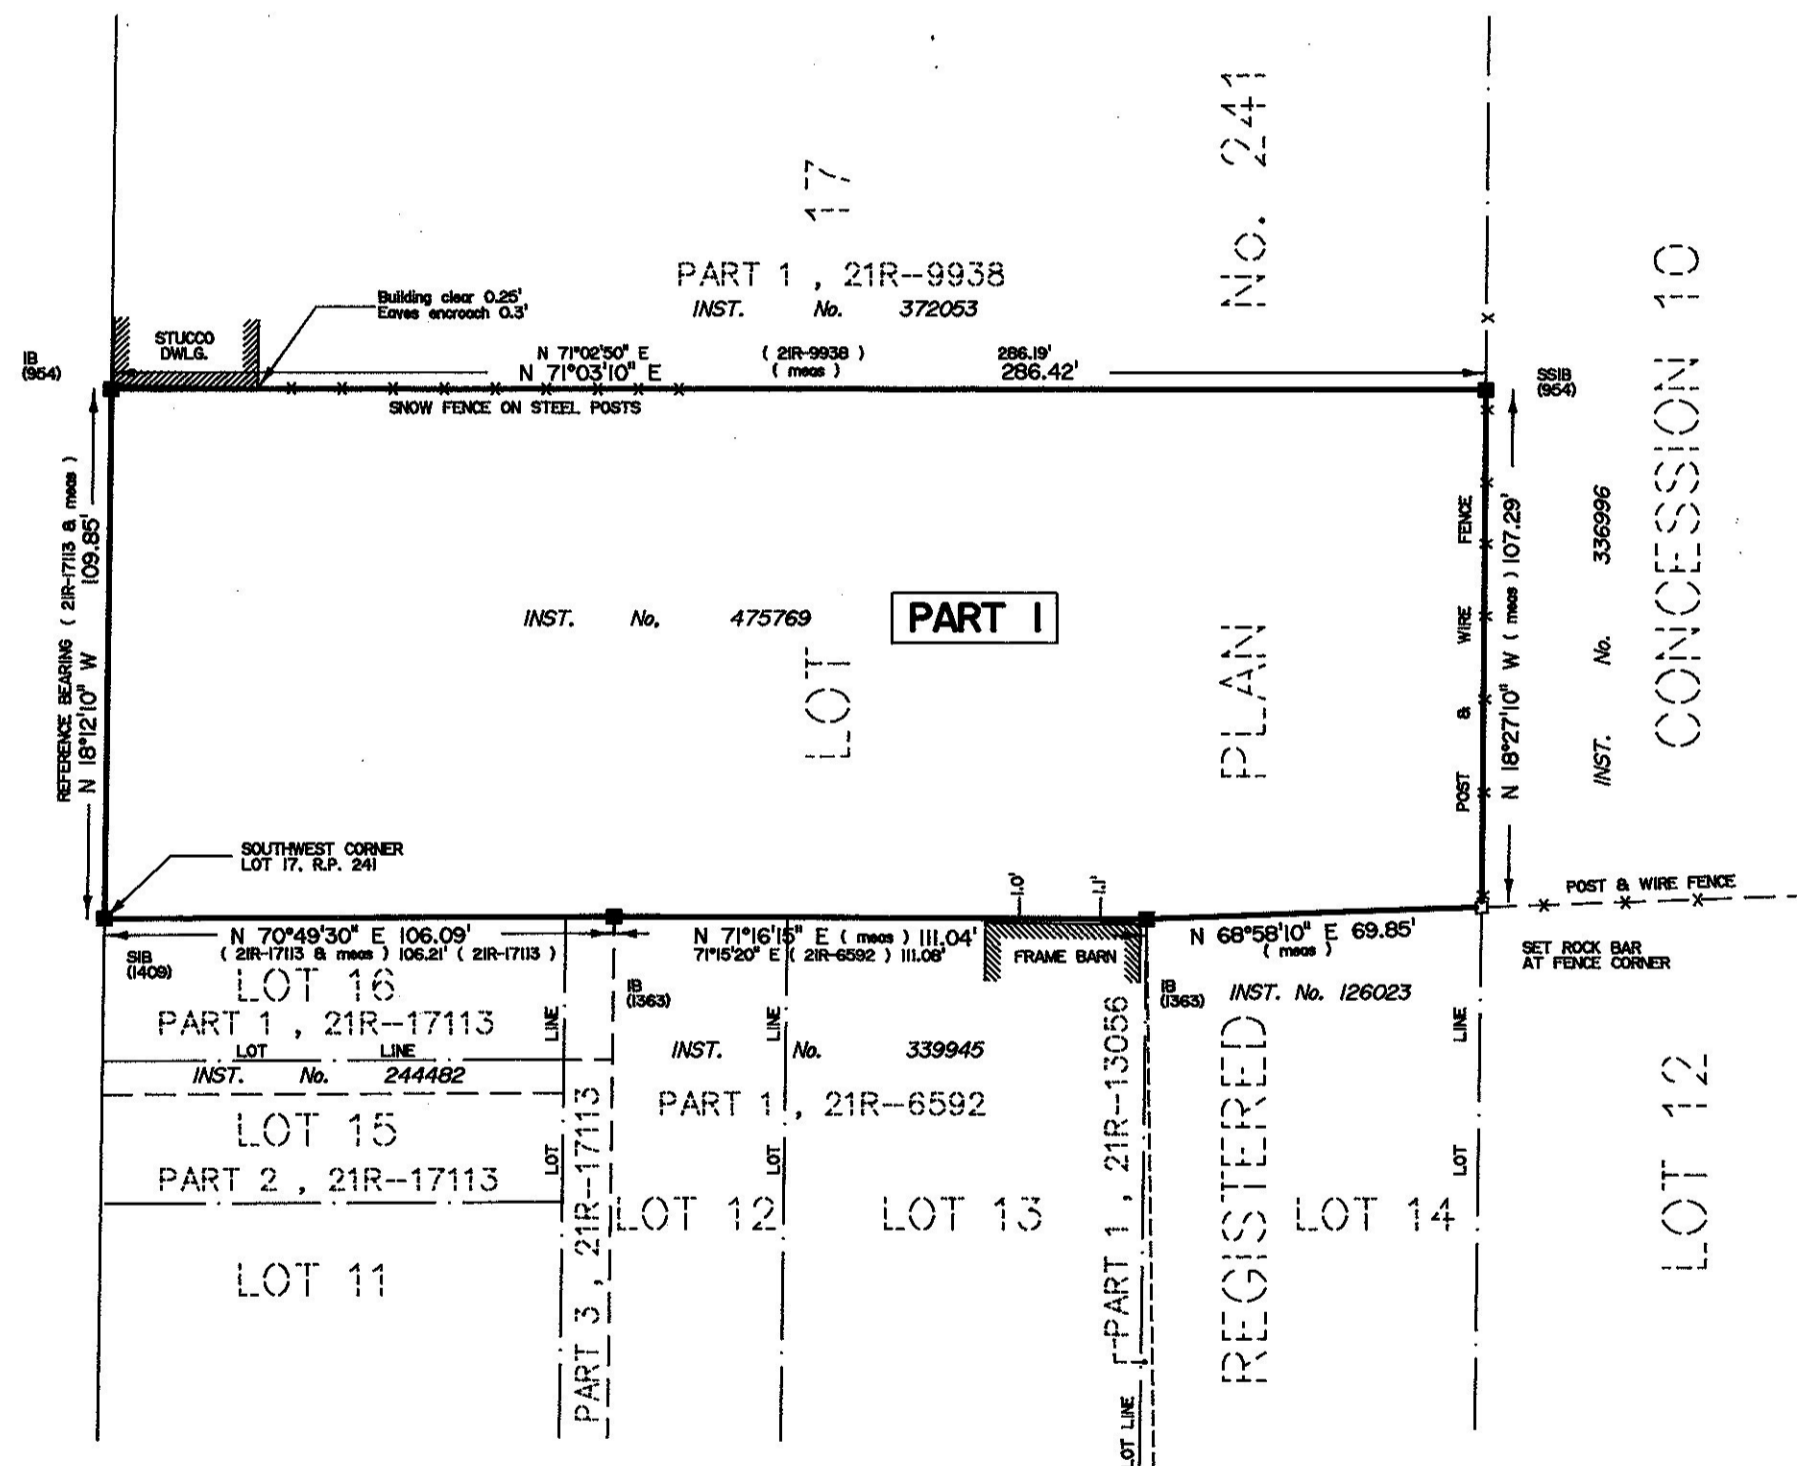 LOT 17
PLAN No. 241
PART 1 , 21R--9938
INST. No. 372053
Building clear 0.25'
Eaves encroach 0.3'
STUCCO
DWLG.
IB
(954)
N 71°02'50" E ( 21R-9938 ) 286.19'
N 71°03'10" E ( meas ) 286.42'
SSIB
(954)
SNOW FENCE ON STEEL POSTS
REFERENCE BEARING ( 21R-17113 & meas )
N 18°12'10" W 109.85'
INST. No. 475769
PART 1
POST & WIRE FENCE
N 18°27'10" W ( meas ) 107.29'
INST. No. 336996
CONCESSION 10
SOUTHWEST CORNER
LOT 17, R.P. 241
1.0'
1.1'
POST & WIRE FENCE
N 70°49'30" E 106.09'
( 21R-17113 & meas ) 106.21' ( 21R-17113 )
N 71°16'15" E ( meas ) 111.04'
71°15'20" E ( 21R-6592 ) 111.08'
FRAME BARN
N 68°58'10" E 69.85'
( meas )
SET ROCK BAR
AT FENCE CORNER
SIB
(1409)
IB
(1363)
IB
(1363)
INST. No. 126023
LOT 16
PART 1 , 21R--17113
LOT LINE
INST. No. 244482
LOT 15
PART 2 , 21R--17113
LOT 11
LOT LINE
PART 3 , 21R--17113
INST. No. 339945
PART 1 , 21R--6592
LOT LINE
LOT 12
LOT 13
PART 1 , 21R--13056
LOT LINE
REGISTERED
LOT 14
LOT LINE
LOT 12